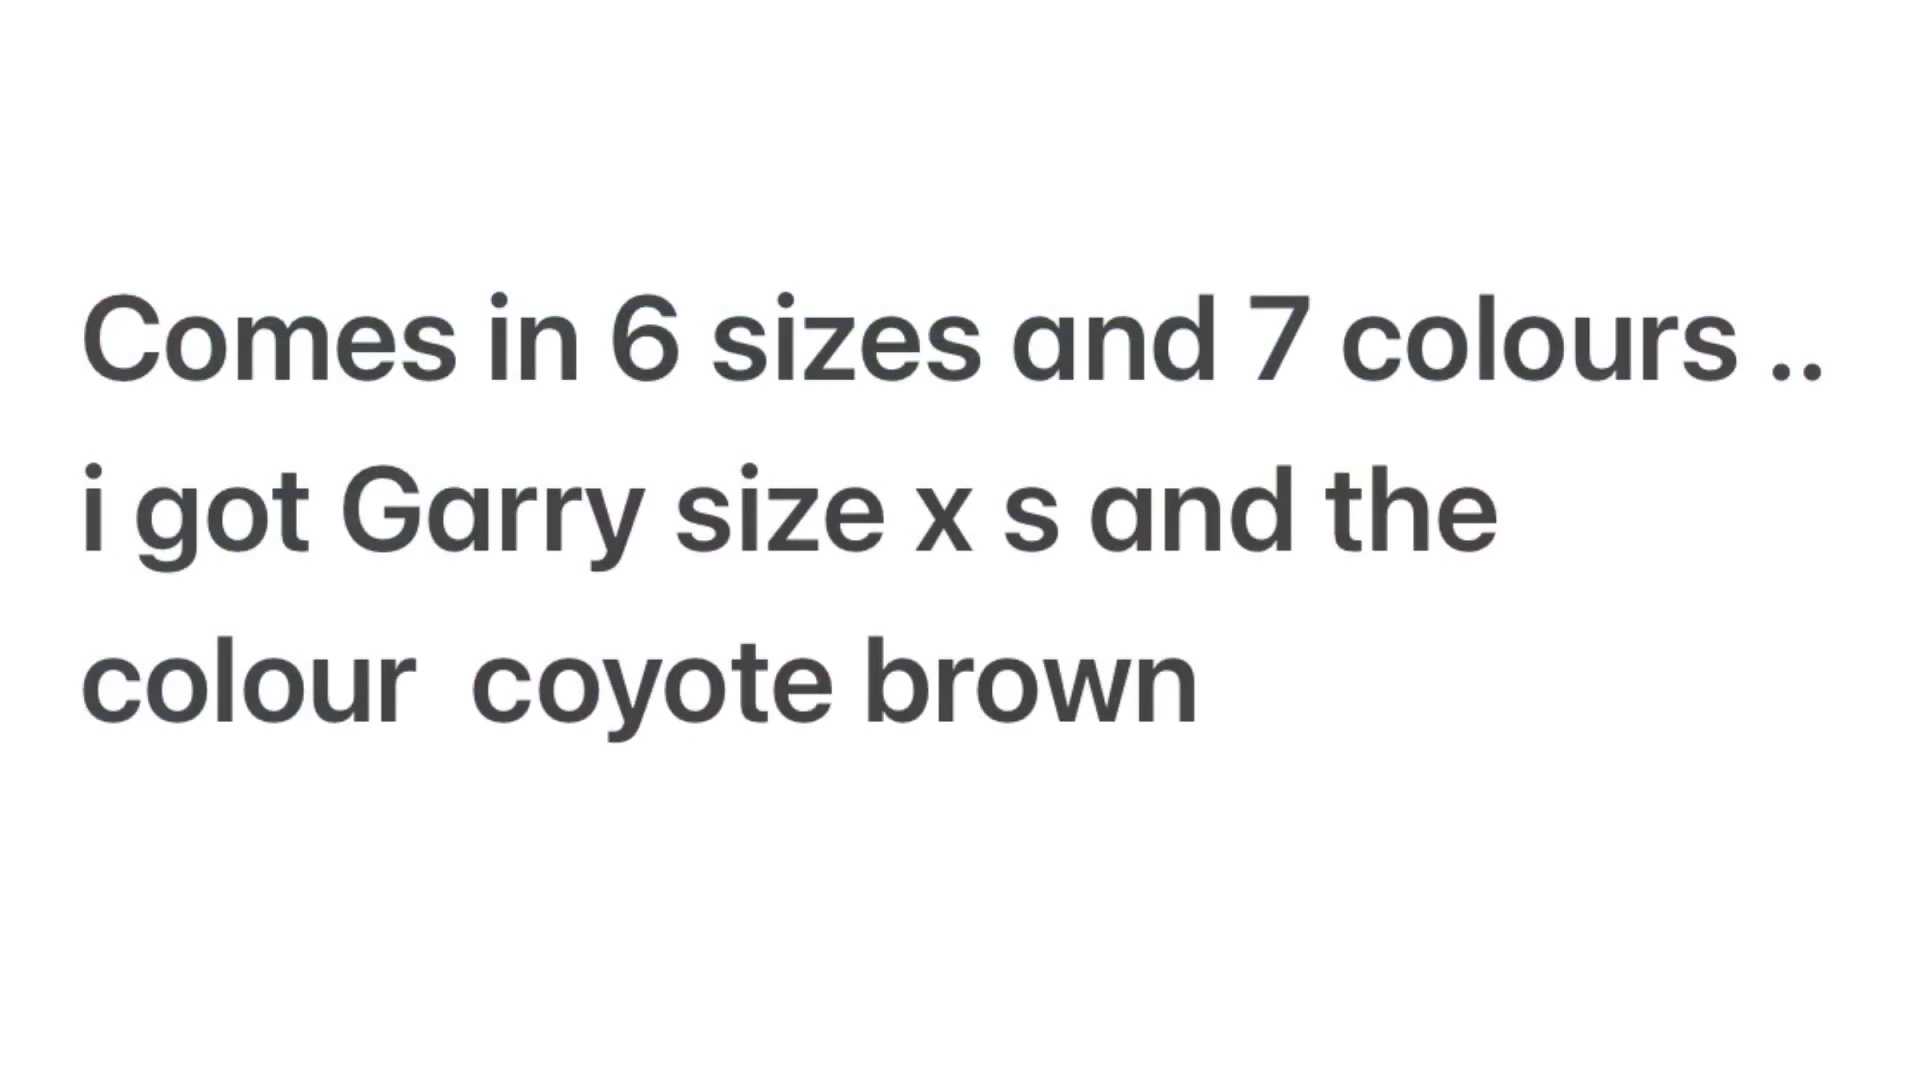 Comes in 6 sizes and 7 colours ..
i got Garry size x s and the
colour  coyote brown